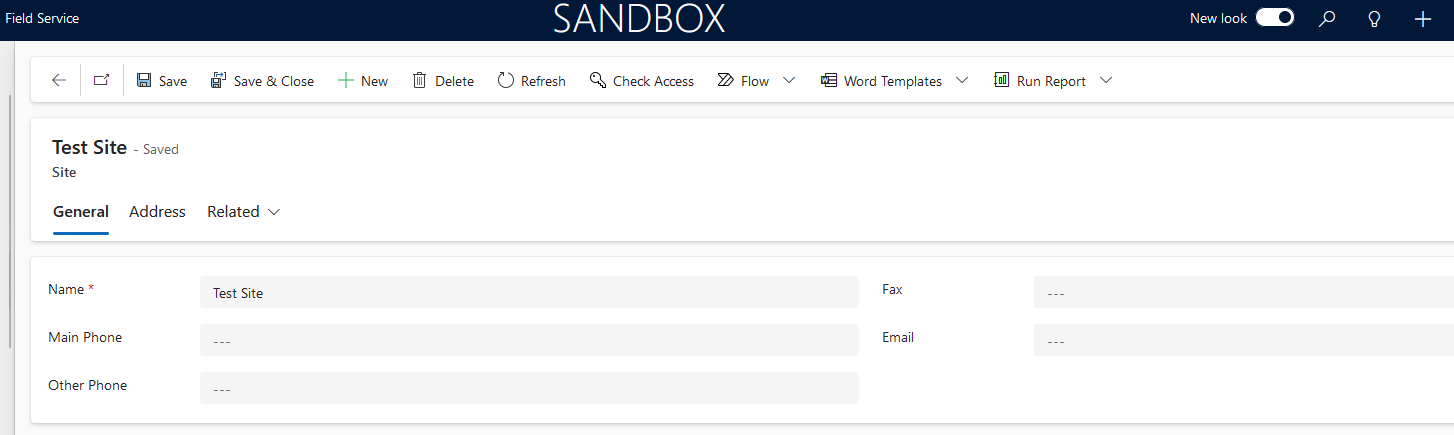 Field Service
SANDBOX
New look
Save
Save & Close
New
Delete
Refresh
Check Access
Flow
Word Templates
Run Report
Test Site - Saved
Site
General
Address
Related
Name *
Test Site
Fax
---
Main Phone
---
Email
---
Other Phone
---